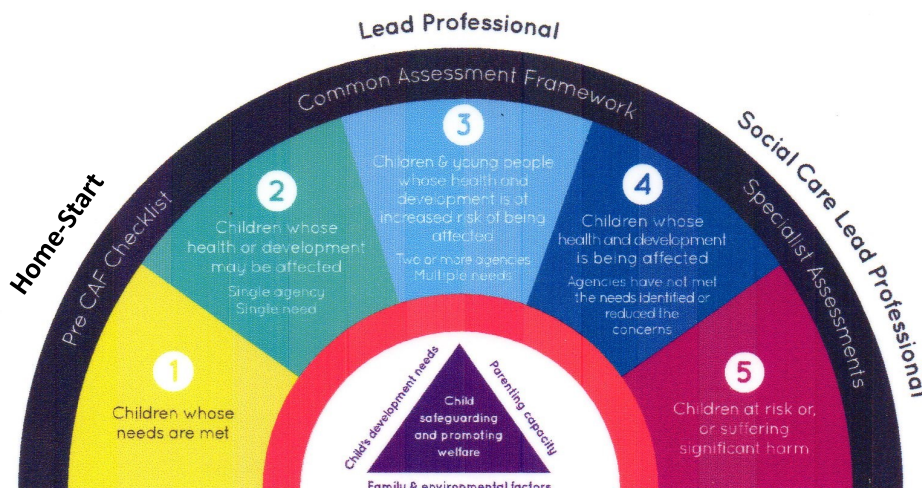 Lead Professional
Common Assessment Framework
Home-Start
Pre CAF Checklist
Social Care Lead Professional
Specialist Assessments
1
Children whose
needs are met
2
Children whose
health or development
may be affected
Single agency
Single need
3
Children & young people
whose health and
development is at
increased risk of being
affected
Two or more agencies
Multiple needs
4
Children whose
health and development
is being affected
Agencies have not met
the needs identified or
reduced the
concerns
5
Children at risk or,
or suffering
significant harm
Child's development needs
Parenting capacity
Child
safeguarding
and promoting
welfare
Family & environmental factors